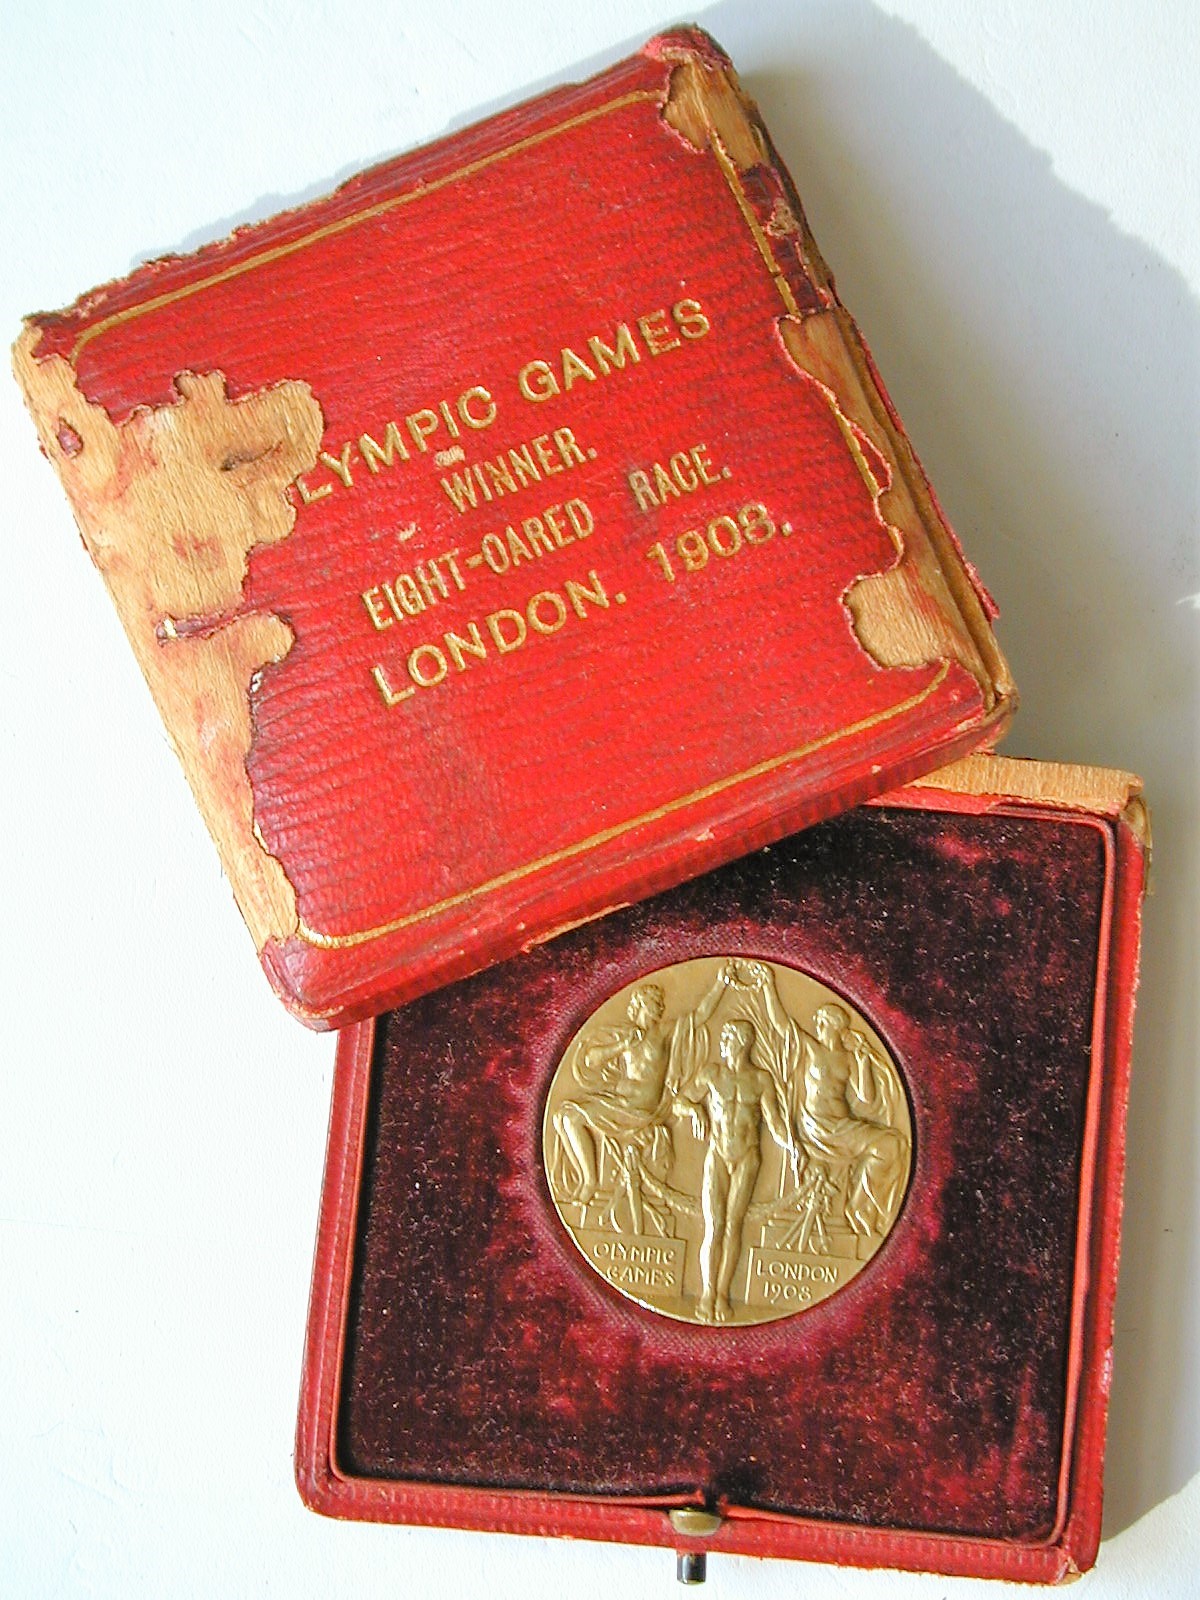 LYMPIC GAMES
WINNER.
EIGHT-OARED RACE.
LONDON. 1908.
OLYMPIC
GAMES
LONDON
1908